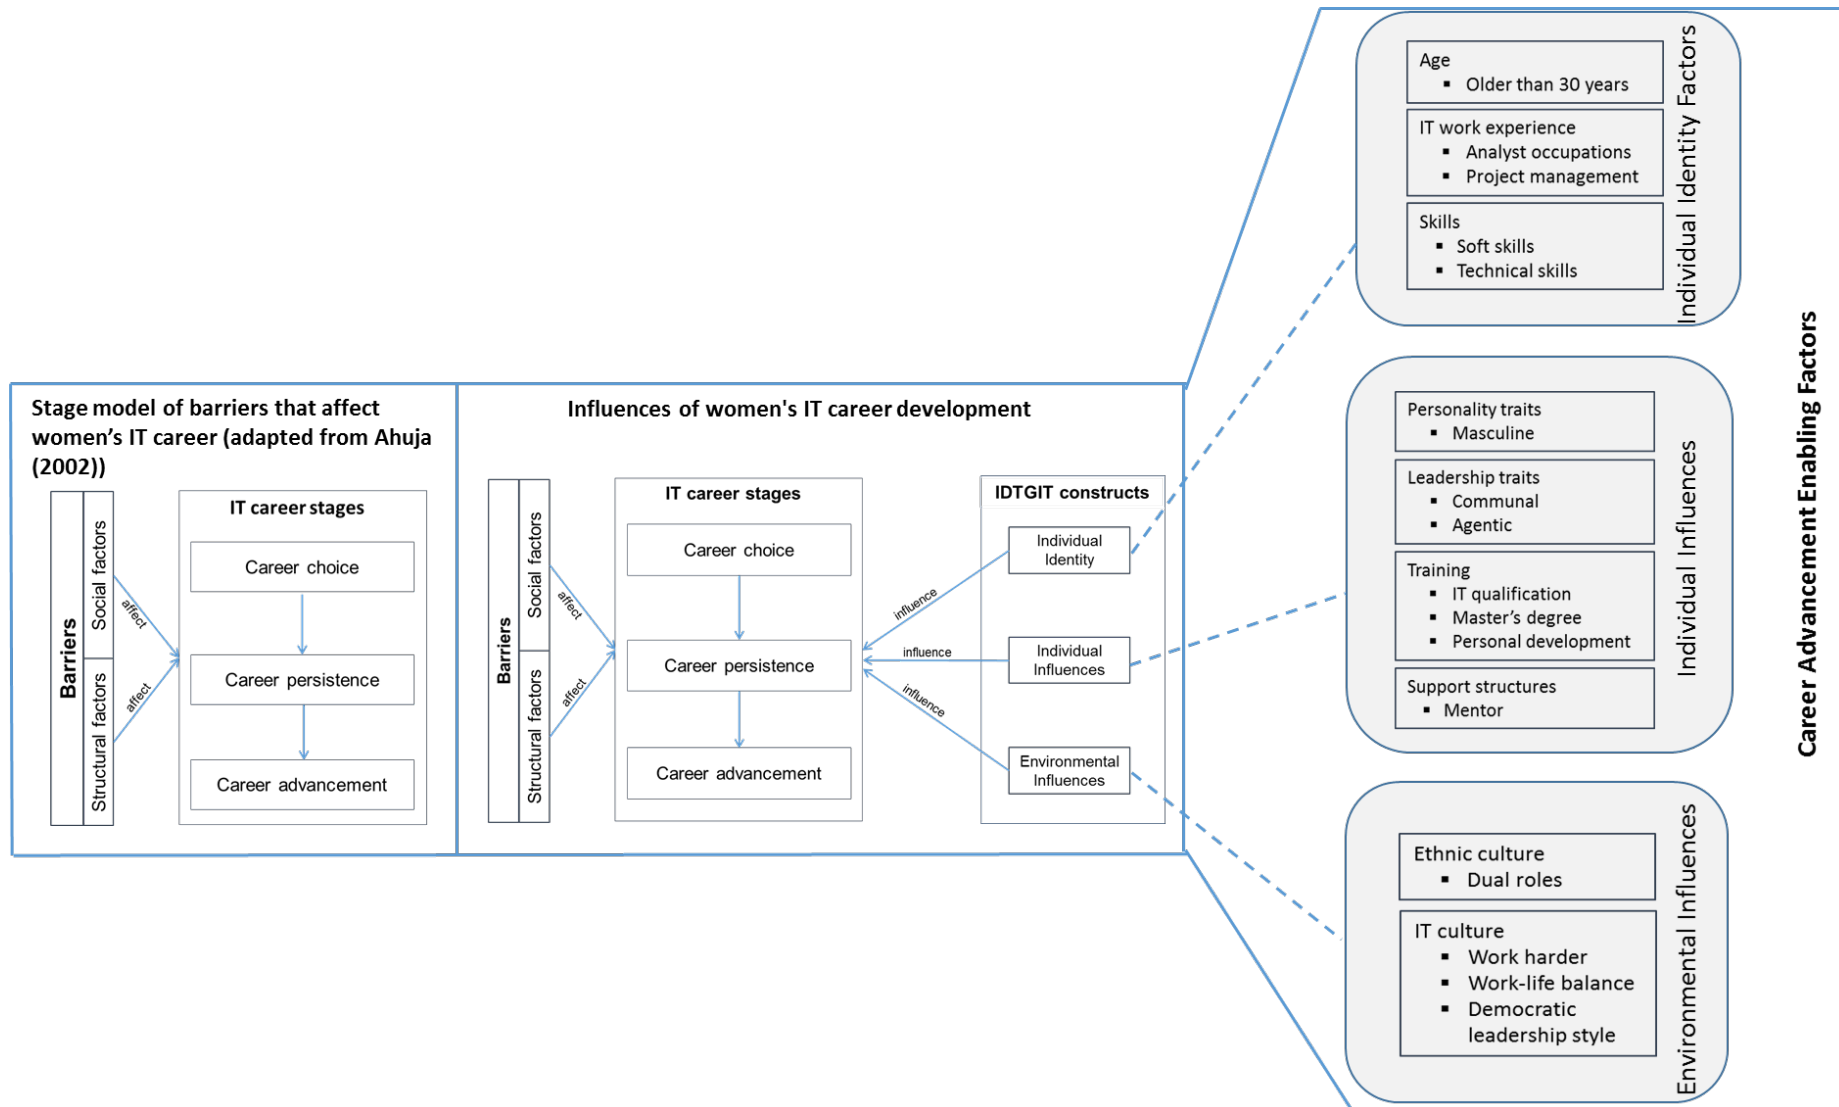 Stage model of barriers that affect
women’s IT career (adapted from Ahuja
(2002))
Barriers
Social factors
Structural factors
affect
affect
IT career stages
Career choice
Career persistence
Career advancement
Influences of women's IT career development
Barriers
Social factors
Structural factors
affect
affect
IT career stages
Career choice
Career persistence
Career advancement
influence
influence
influence
IDTGIT constructs
Individual
Identity
Individual
Influences
Environmental
Influences
Age
▪ Older than 30 years
IT work experience
▪ Analyst occupations
▪ Project management
Skills
▪ Soft skills
▪ Technical skills
Individual Identity Factors
Personality traits
▪ Masculine
Leadership traits
▪ Communal
▪ Agentic
Training
▪ IT qualification
▪ Master’s degree
▪ Personal development
Support structures
▪ Mentor
Individual Influences
Ethnic culture
▪ Dual roles
IT culture
▪ Work harder
▪ Work-life balance
▪ Democratic
leadership style
Environmental Influences
Career Advancement Enabling Factors